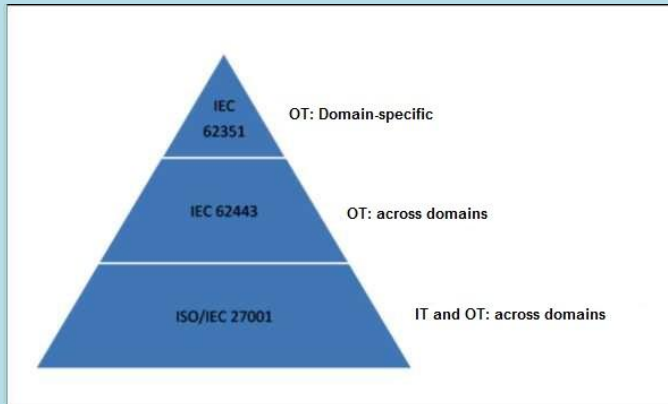 IEC
62351
OT: Domain-specific
IEC 62443
OT: across domains
ISO/IEC 27001
IT and OT: across domains